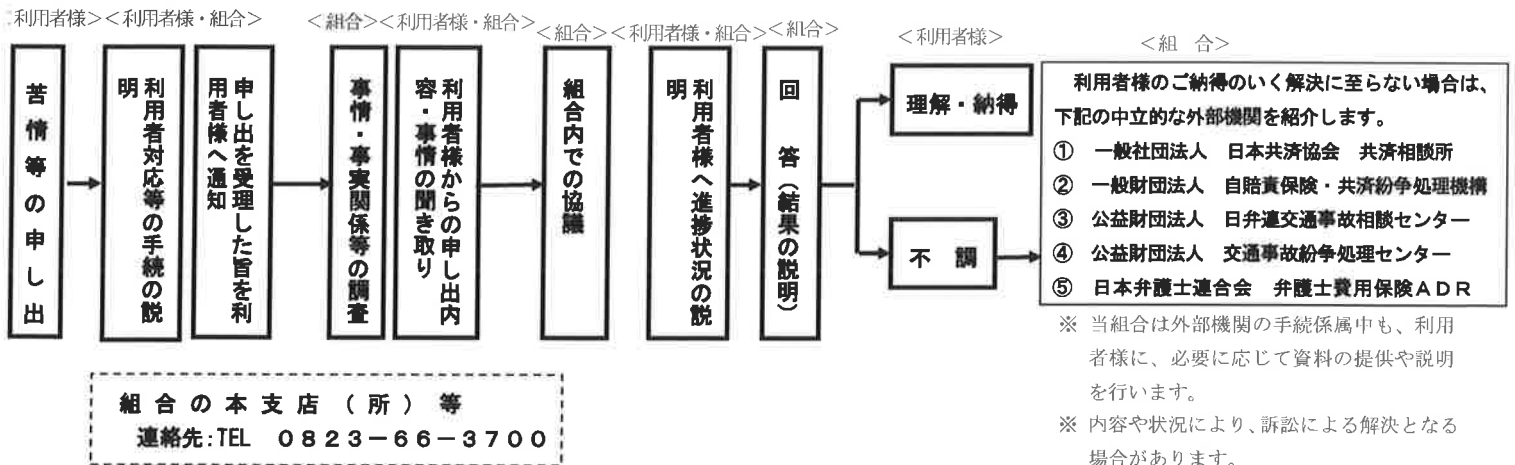 利用者様＞＜利用者様・組合＞
＜組合＞＜利用者様・組合＞
＜組合＞
＜利用者様・組合＞
＜組合＞
＜利用者様＞
＜組　合＞
苦情等の申し出
利用者対応等の手続の説
明
申し出を受理した旨を利
用者様へ通知
事情・事実関係等の調査
利用者様からの申し出内
容・事情の聞き取り
組合内での協議
利用者様へ進捗状況の説
明
回　答（結果の説明）
理解・納得
不　調
利用者様のご納得のいく解決に至らない場合は、
下記の中立的な外部機関を紹介します。
①　一般社団法人　日本共済協会　共済相談所
②　一般財団法人　自賠責保険・共済紛争処理機構
③　公益財団法人　日弁連交通事故相談センター
④　公益財団法人　交通事故紛争処理センター
⑤　日本弁護士連合会　弁護士費用保険ＡＤＲ
※ 当組合は外部機関の手続係属中も、利用
者様に、必要に応じて資料の提供や説明
を行います。
※ 内容や状況により、訴訟による解決となる
場合があります。
組合の本支店（所）等
連絡先：TEL　０８２３－６６－３７００